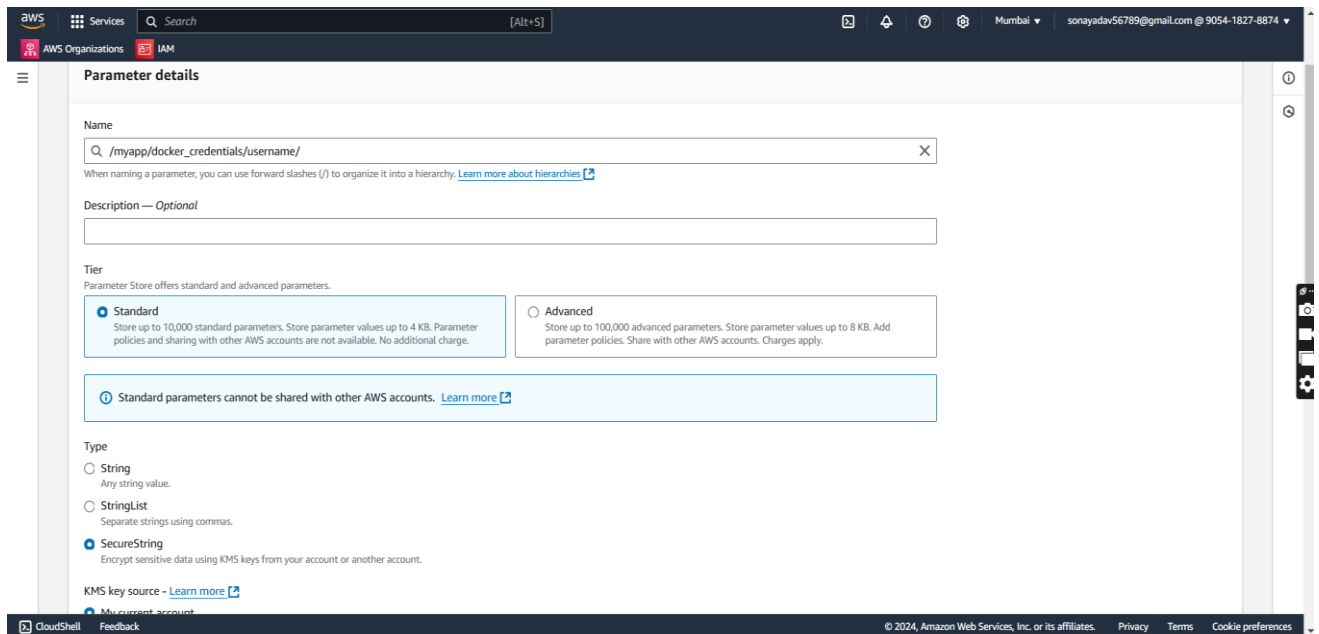 aws
Services
Search
[Alt+S]
Mumbai ▼
sonayadav56789@gmail.com @ 9054-1827-8874 ▼
AWS Organizations
IAM
Parameter details
Name
/myapp/docker_credentials/username/
When naming a parameter, you can use forward slashes (/) to organize it into a hierarchy. Learn more about hierarchies
Description — Optional
Tier
Parameter Store offers standard and advanced parameters.
Standard
Store up to 10,000 standard parameters. Store parameter values up to 4 KB. Parameter
policies and sharing with other AWS accounts are not available. No additional charge.
Advanced
Store up to 100,000 advanced parameters. Store parameter values up to 8 KB. Add
parameter policies. Share with other AWS accounts. Charges apply.
Standard parameters cannot be shared with other AWS accounts. Learn more
Type
String
Any string value.
StringList
Separate strings using commas.
SecureString
Encrypt sensitive data using KMS keys from your account or another account.
KMS key source - Learn more
My current account
CloudShell
Feedback
© 2024, Amazon Web Services, Inc. or its affiliates.
Privacy
Terms
Cookie preferences